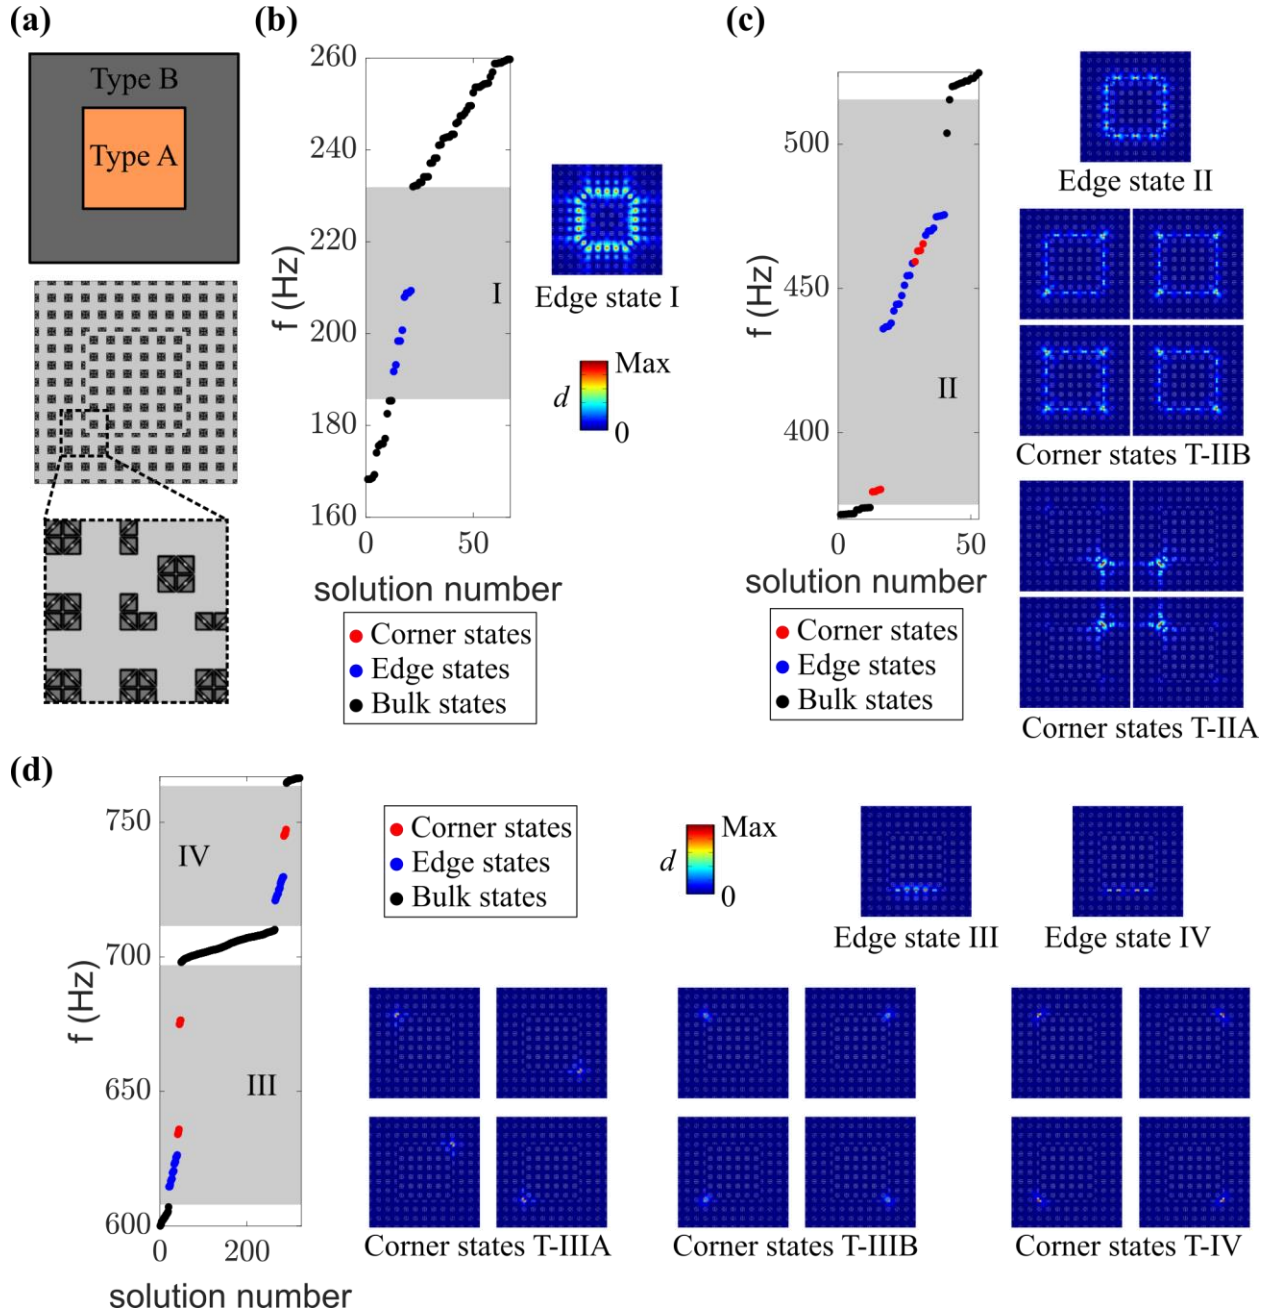 (a)
Type B
Type A
(b)
260
240
220
200
180
160
f (Hz)
I
0
50
solution number
Corner states
Edge states
Bulk states
Edge state I
Max
d
0
(c)
500
450
400
f (Hz)
II
0
50
solution number
Corner states
Edge states
Bulk states
Edge state II
Corner states T-IIB
Corner states T-IIA
(d)
750
700
650
600
f (Hz)
IV
III
0
200
solution number
Corner states
Edge states
Bulk states
Max
d
0
Edge state III
Edge state IV
Corner states T-IIIA
Corner states T-IIIB
Corner states T-IV